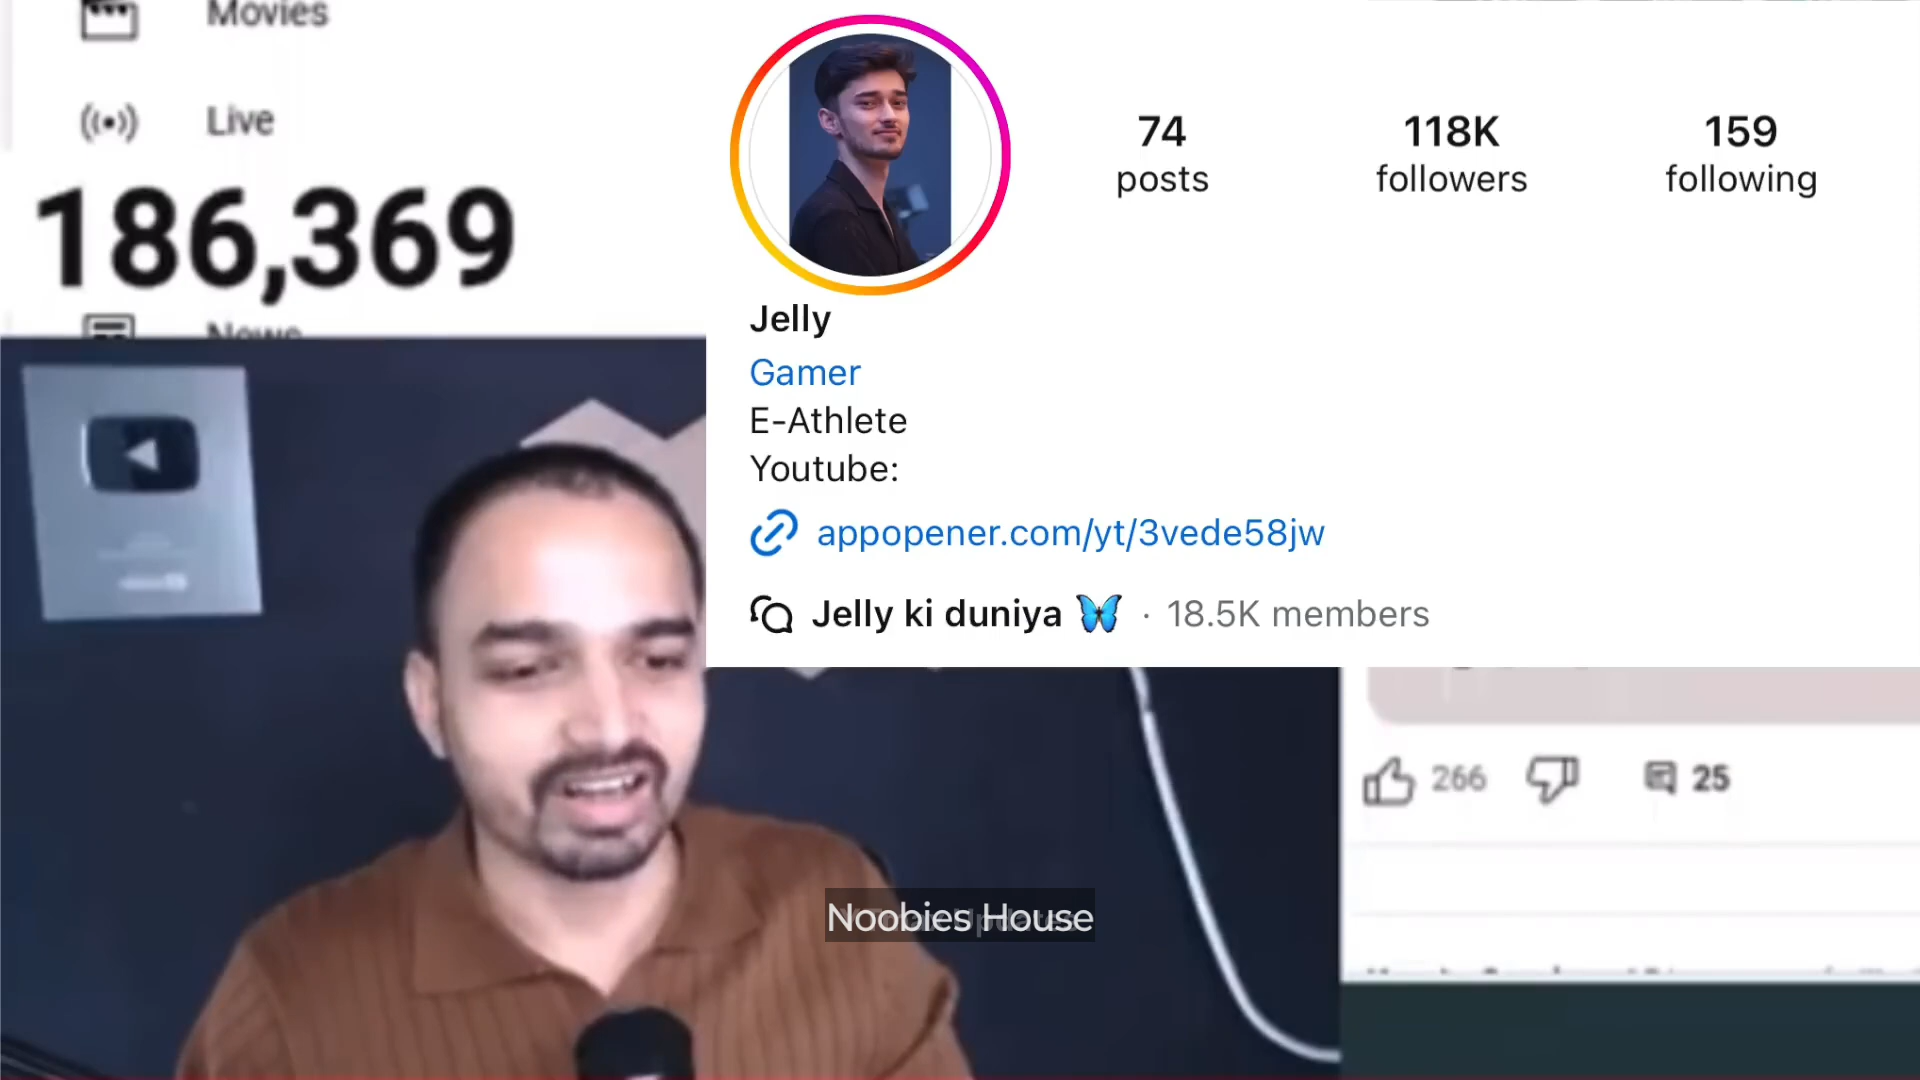 Movies
Live
186,369
News
74
posts
118K
followers
159
following
Jelly
Gamer
E-Athlete
Youtube:
appopener.com/yt/3vede58jw
Jelly ki duniya 🦋 · 18.5K members
266
25
Noobies House